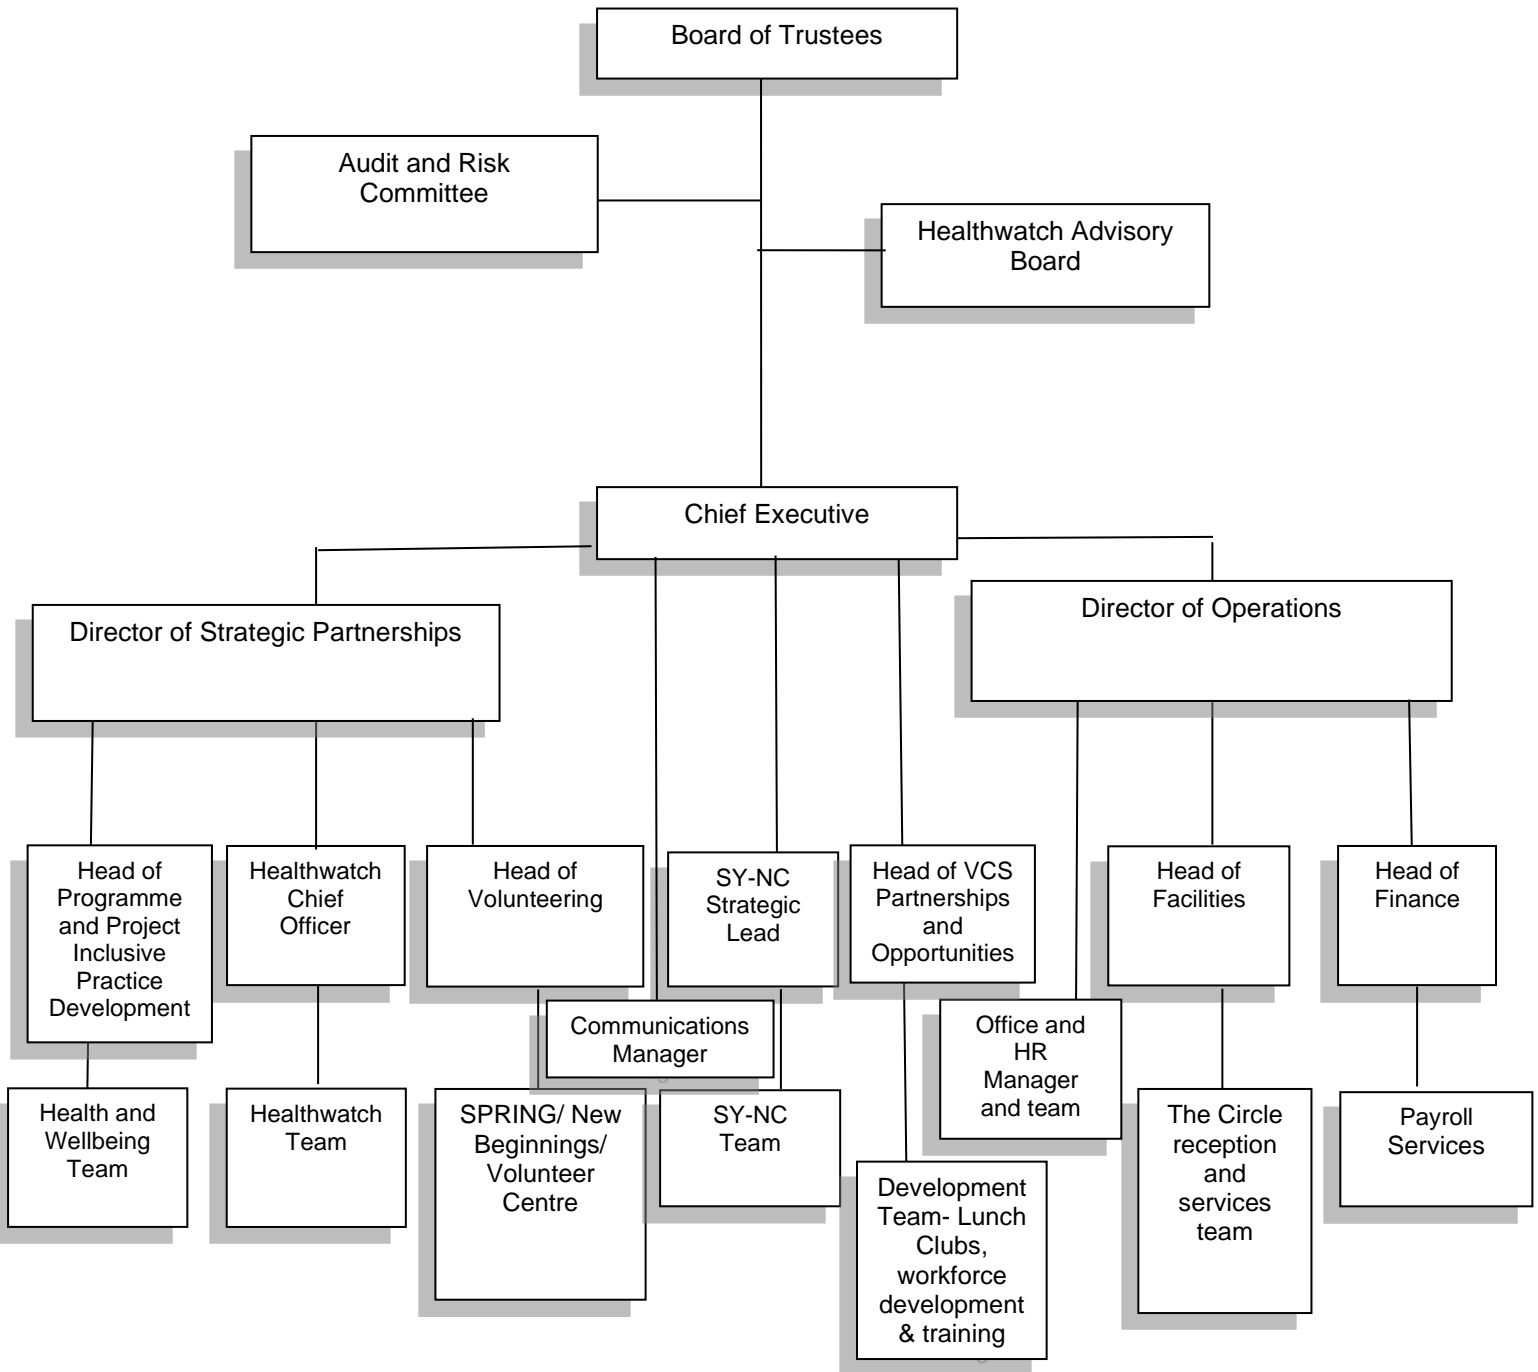 Board of Trustees
Audit and Risk
Committee
Healthwatch Advisory
Board
Chief Executive
Director of Strategic Partnerships
Director of Operations
Head of
Programme
and Project
Inclusive
Practice
Development
Healthwatch
Chief
Officer
Head of
Volunteering
SY-NC
Strategic
Lead
Head of VCS
Partnerships
and
Opportunities
Head of
Facilities
Head of
Finance
Communications
Manager
Office and
HR
Manager
and team
Health and
Wellbeing
Team
Healthwatch
Team
SPRING/ New
Beginnings/
Volunteer
Centre
SY-NC
Team
Development
Team- Lunch
Clubs,
workforce
development
& training
The Circle
reception
and
services
team
Payroll
Services